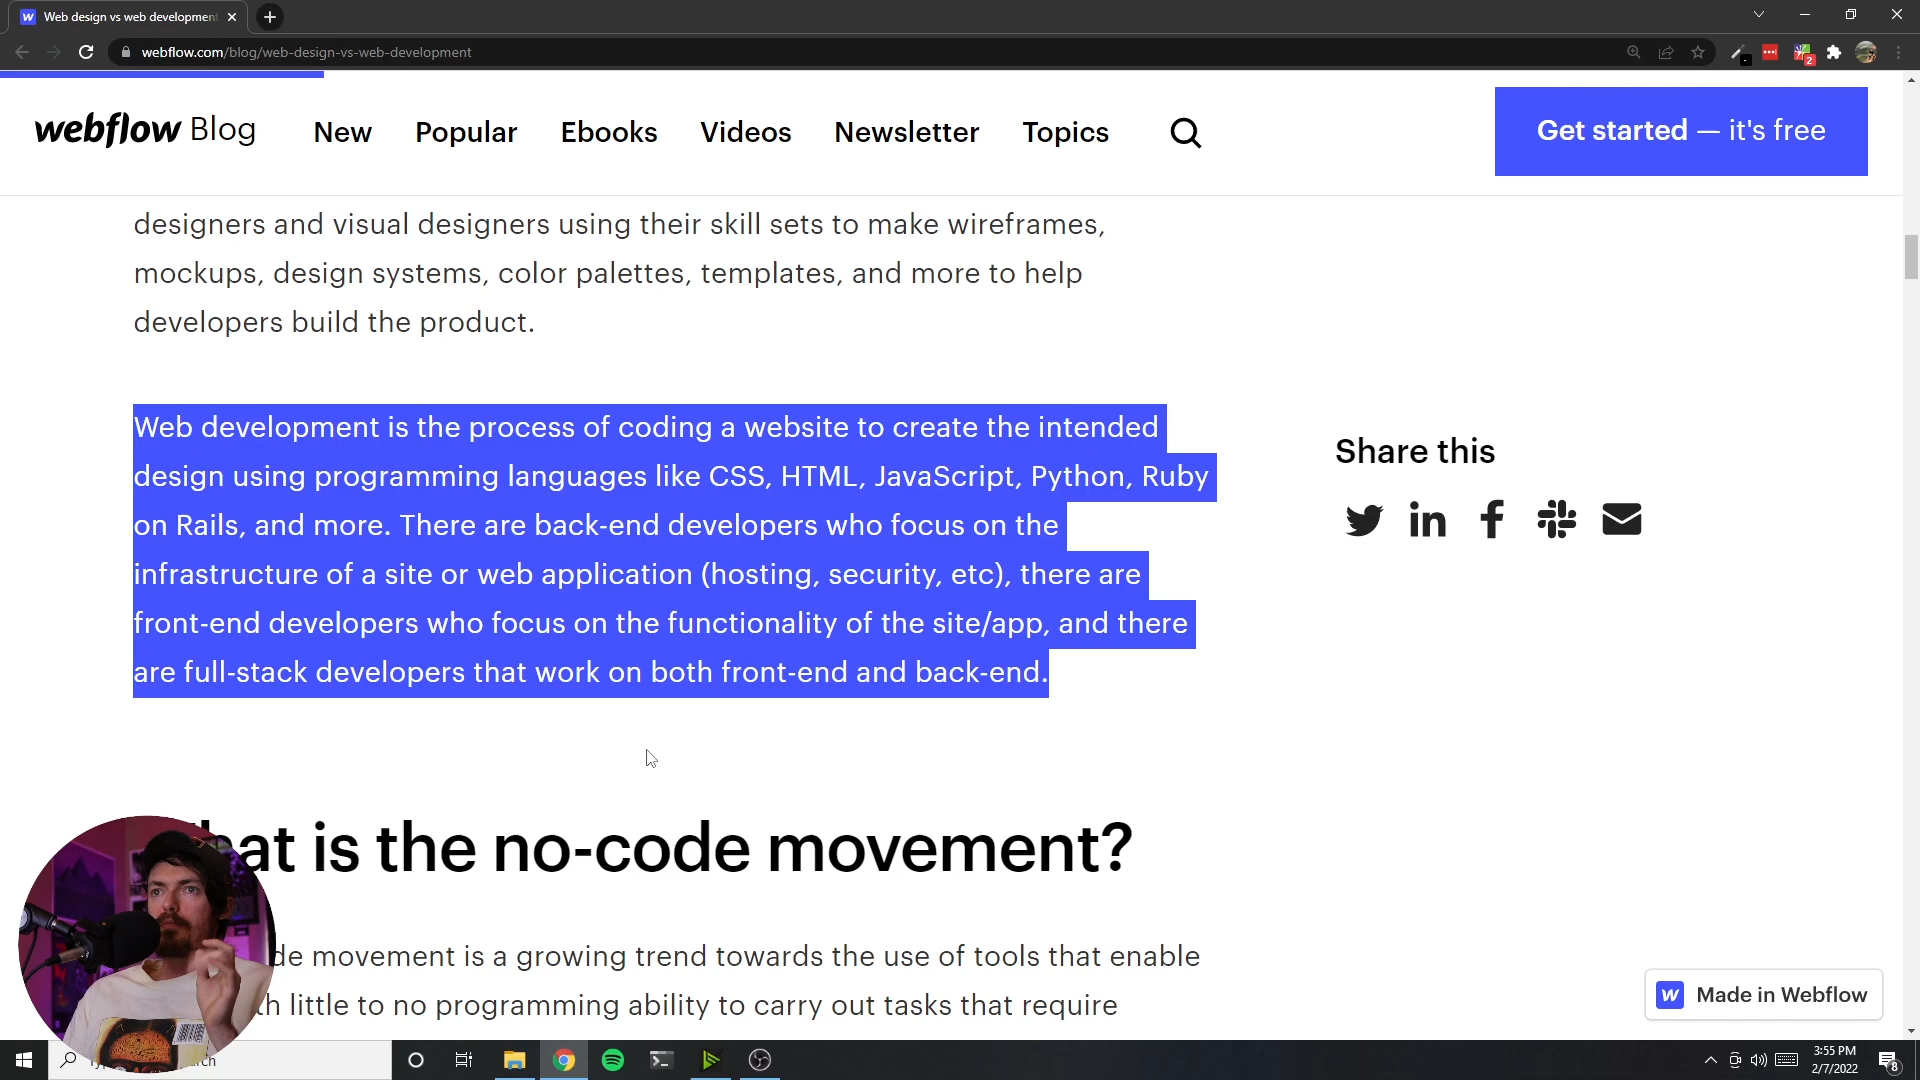 Web design vs web development
webflow.com/blog/web-design-vs-web-development
2
webflow Blog
New
Popular
Ebooks
Videos
Newsletter
Topics
Get started — it's free
designers and visual designers using their skill sets to make wireframes,
mockups, design systems, color palettes, templates, and more to help
developers build the product.
Web development is the process of coding a website to create the intended
design using programming languages like CSS, HTML, JavaScript, Python, Ruby
on Rails, and more. There are back-end developers who focus on the
infrastructure of a site or web application (hosting, security, etc), there are
front-end developers who focus on the functionality of the site/app, and there
are full-stack developers that work on both front-end and back-end.
Share this
hat is the no-code movement?
de movement is a growing trend towards the use of tools that enable
th little to no programming ability to carry out tasks that require
Made in Webflow
3:55 PM
2/7/2022
8